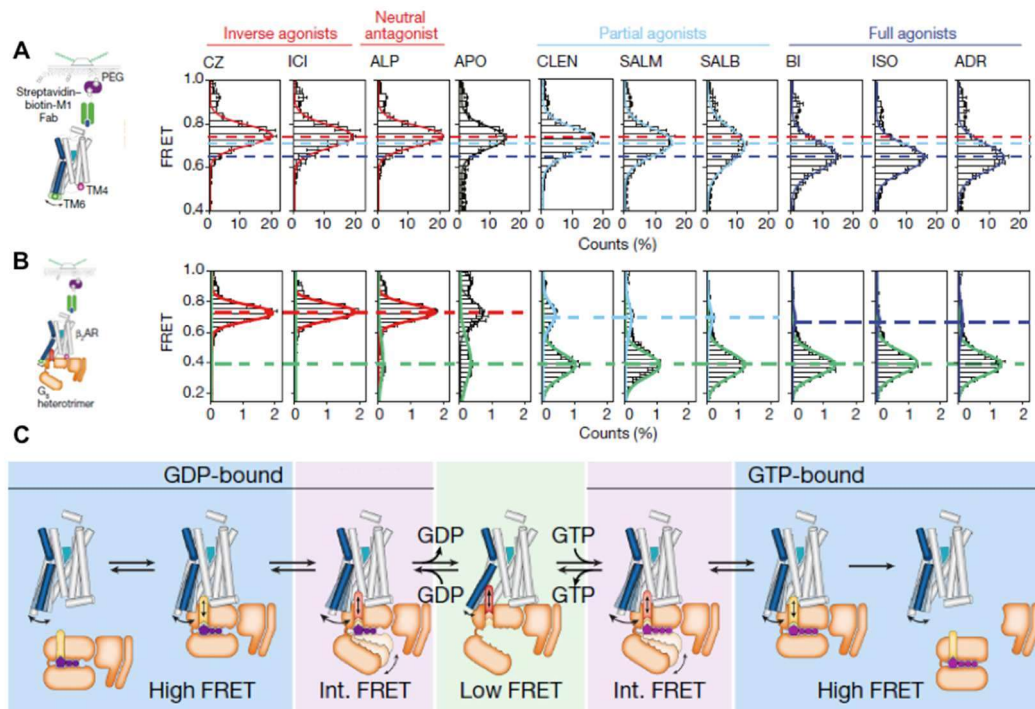 A
Inverse agonists
Neutral
antagonist
Partial agonists
Full agonists
CZ ICI ALP APO CLEN SALM SALB BI ISO ADR
PEG
Streptavidin–
biotin-M1
Fab
TM4
TM6
FRET
1.0
0.8
0.6
0.4
0 10 20 0 10 20 0 10 20 0 10 20 0 10 20 0 10 20 0 10 20 0 10 20 0 10 20 0 10 20
Counts (%)
B
β₂AR
Gₛ
heterotrimer
FRET
1.0
0.8
0.6
0.4
0.2
0 1 2 0 1 2 0 1 2 0 1 2 0 1 2 0 1 2 0 1 2 0 1 2 0 1 2 0 1 2
Counts (%)
C
GDP-bound
GTP-bound
GDP
GTP
GDP
GTP
High FRET
Int. FRET
Low FRET
Int. FRET
High FRET